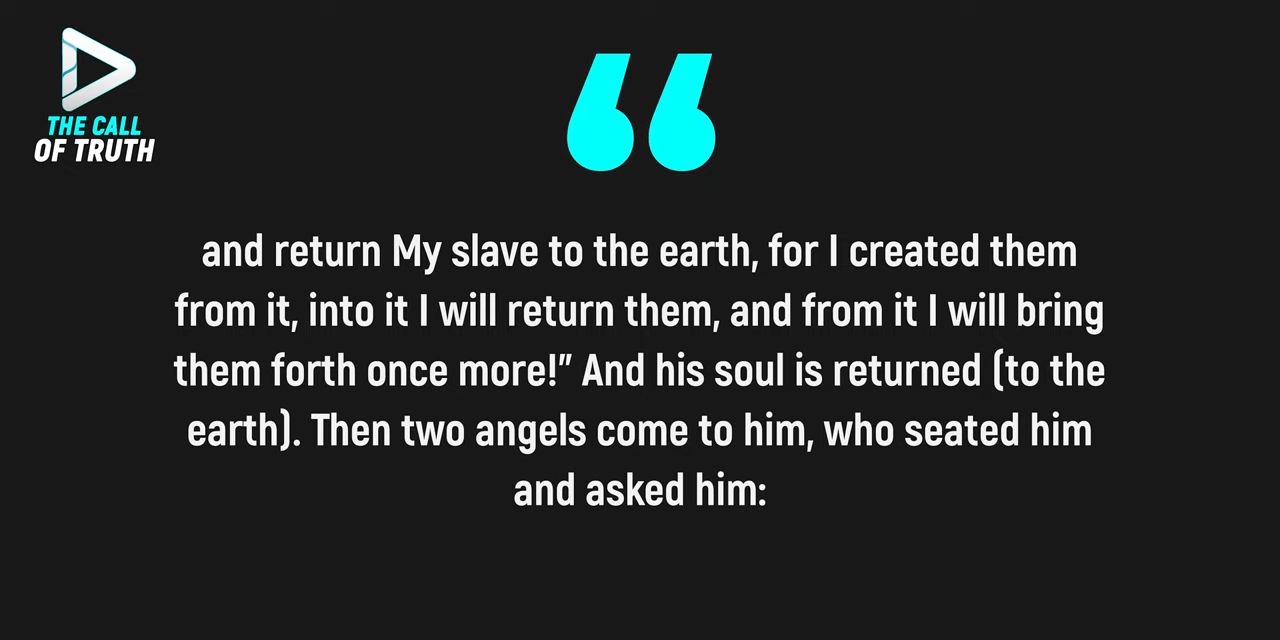 THE CALL
OF TRUTH
“
and return My slave to the earth, for I created them
from it, into it I will return them, and from it I will bring
them forth once more!” And his soul is returned (to the
earth). Then two angels come to him, who seated him
and asked him: